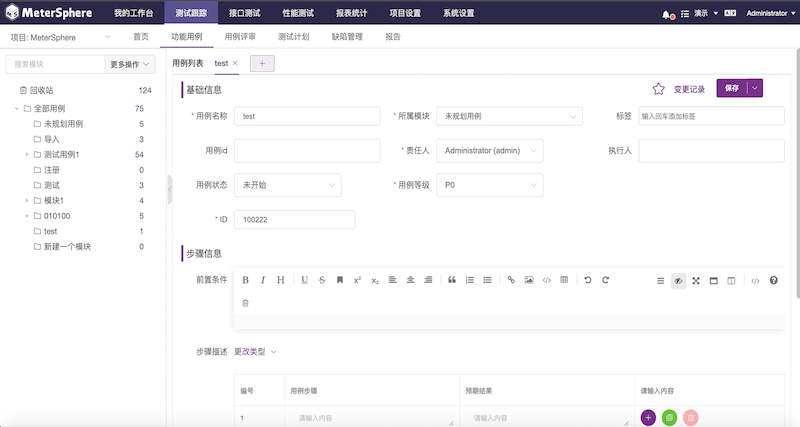 MeterSphere 我的工作台 测试跟踪 接口测试 性能测试 报表统计 项目设置 系统设置 演示 Administrator
项目: MeterSphere 首页 功能用例 用例评审 测试计划 缺陷管理 报告
搜索模块 更多操作
回收站 124
全部用例 75
未规划用例 5
导入 3
测试用例1 54
注册 0
测试 3
模块1 4
010100 5
test 1
新建一个模块 0
用例列表 test × +
基础信息 变更记录 保存
* 用例名称 test * 所属模块 未规划用例 标签 输入回车添加标签
用例id * 责任人 Administrator (admin) 执行人
用例状态 未开始 * 用例等级 P0
* ID 100222
步骤信息
前置条件 B I H U S x² x₂
步骤描述 更改类型
编号 用例步骤 预期结果 请输入内容
1 请输入内容 请输入内容